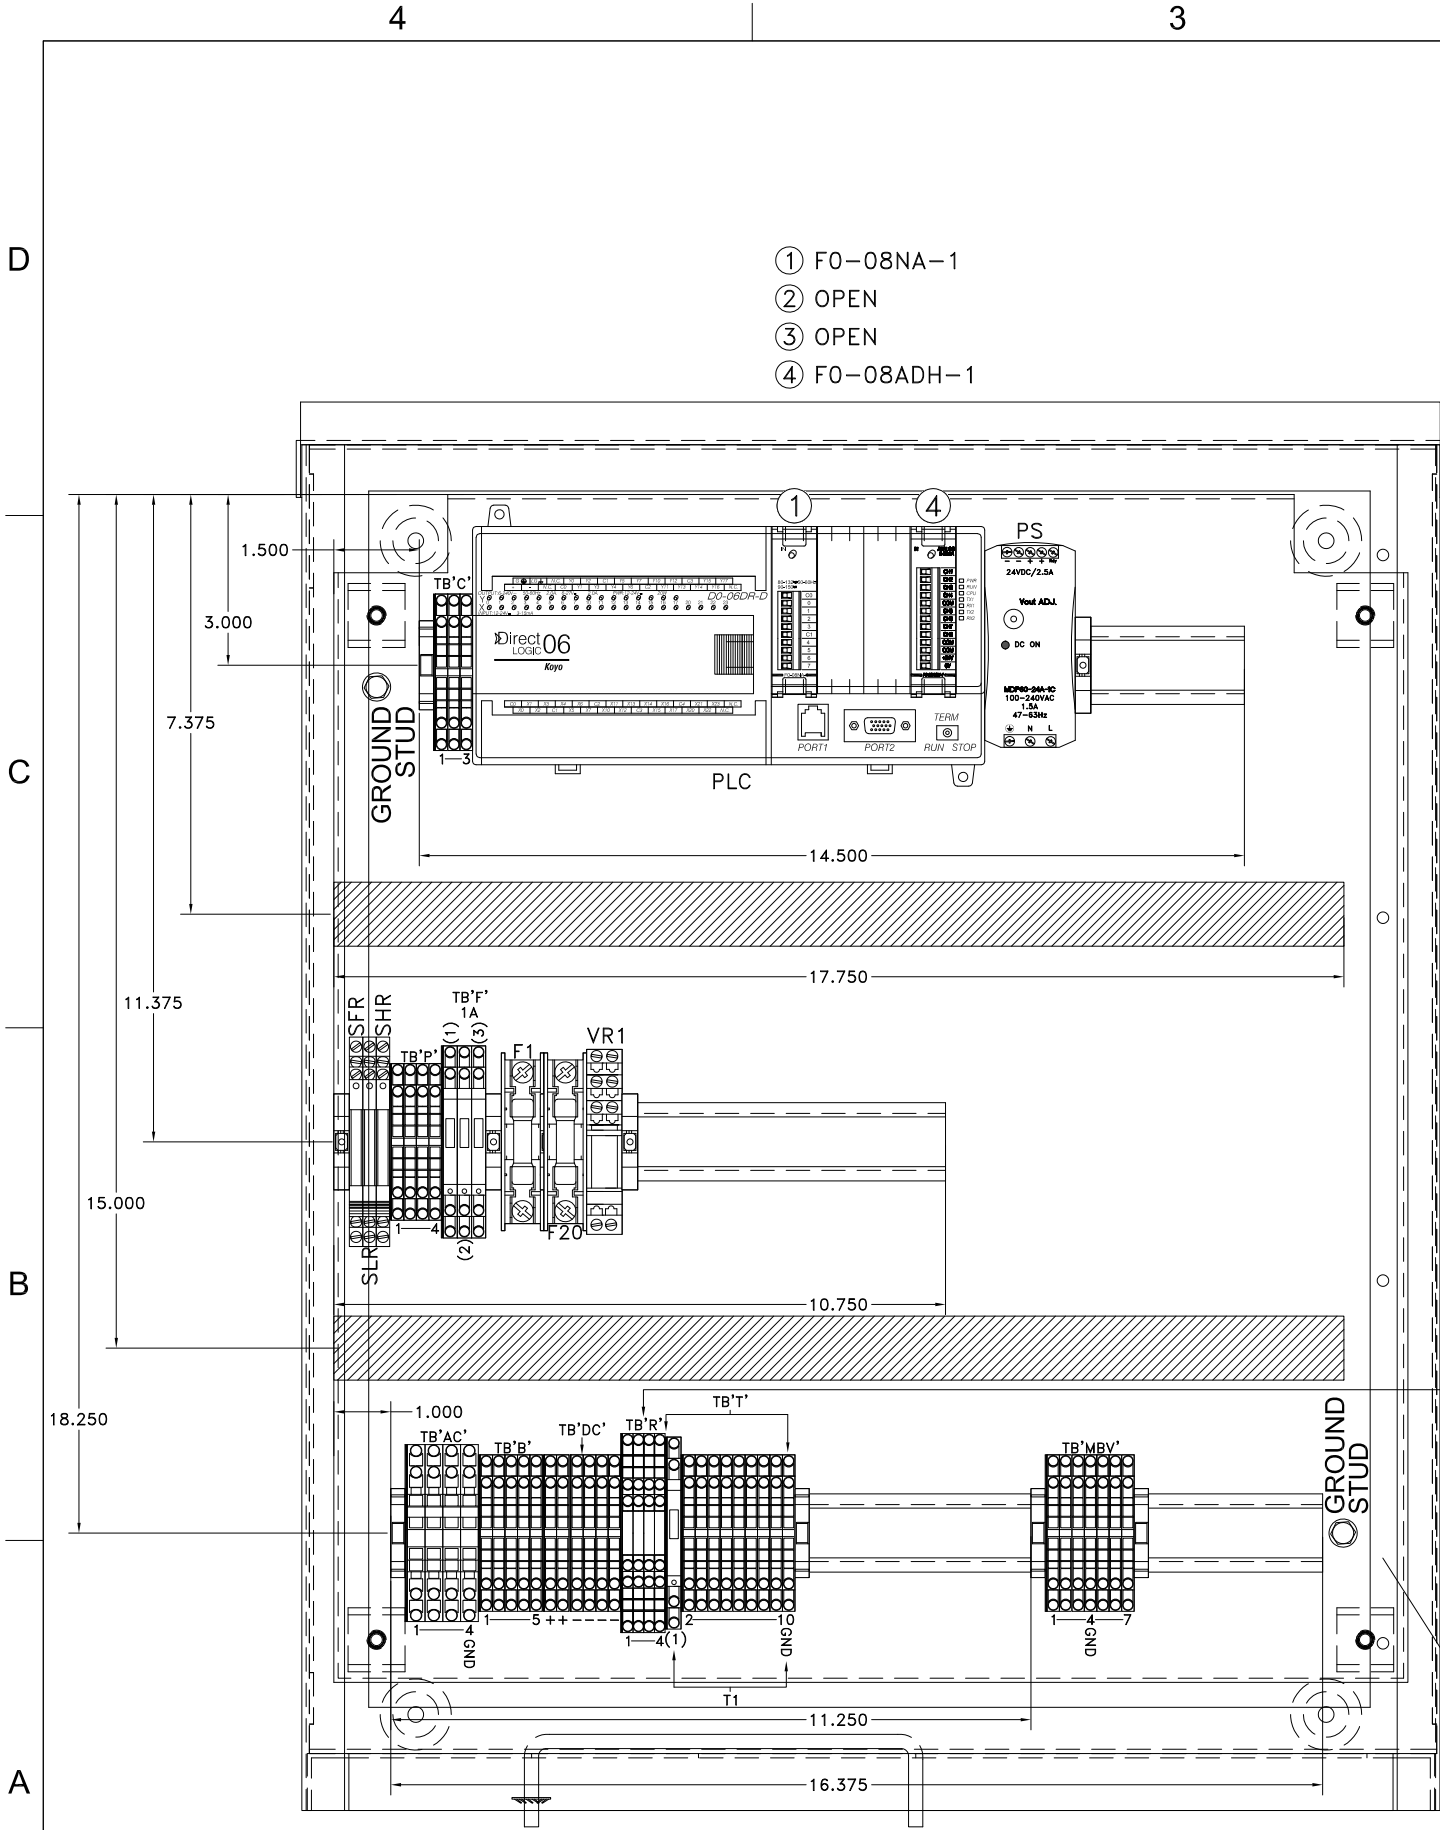 4
3
D
C
B
A
① F0-08NA-1
② OPEN
③ OPEN
④ F0-08ADH-1
1
4
PS
1.500
3.000
7.375
11.375
15.000
18.250
TB'C'
1 3
GROUND
STUD
D0-06DR-D
Direct
LOGIC 06
Koyo
PORT1
PORT2
TERM
RUN STOP
PLC
24VDC/2.5A
Vout ADJ.
DC ON
MDP60-24A-1C
100-240VAC
1.5A
47-63Hz
N L
14.500
17.750
SFR
SHR
SLR
TB'P'
1 4
TB'F'
1A
(1)
(3)
(2)
F1
F20
VR1
10.750
1.000
TB'AC'
TB'B'
TB'DC'
TB'R'
TB'T'
TB'MBV'
GROUND
STUD
1 4
GND
1 5 ++----
1 4 (1)
2 10
GND
1 4 7
GND
T1
11.250
16.375